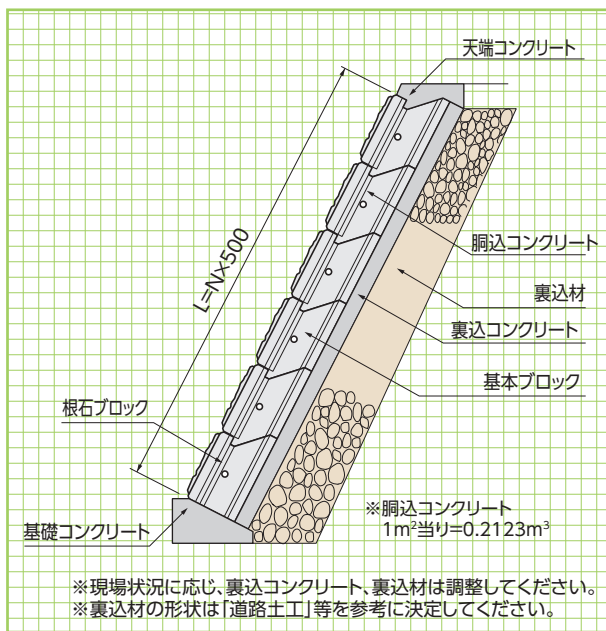 天端コンクリート
L=N×500
胴込コンクリート
裏込材
裏込コンクリート
基本ブロック
根石ブロック
基礎コンクリート
※胴込コンクリート
1m²当り=0.2123m³
※現場状況に応じ、裏込コンクリート、裏込材は調整してください。
※裏込材の形状は「道路土工」等を参考に決定してください。